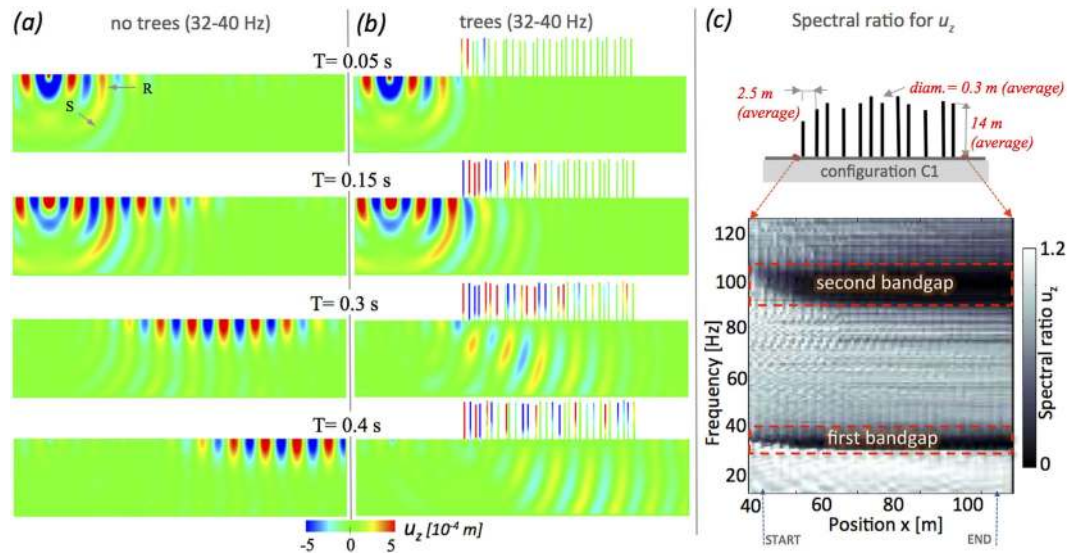 (a)
no trees (32-40 Hz)
(b)
trees (32-40 Hz)
(c)
Spectral ratio for u_z
T= 0.05 s
R
S
T= 0.15 s
T= 0.3 s
T= 0.4 s
-5
0
5
u_z [10^-4 m]
2.5 m
(average)
diam.= 0.3 m (average)
14 m
(average)
configuration C1
120
100
80
60
40
20
Frequency [Hz]
second bandgap
first bandgap
1.2
0
Spectral ratio u_z
40
60
80
100
Position x [m]
START
END